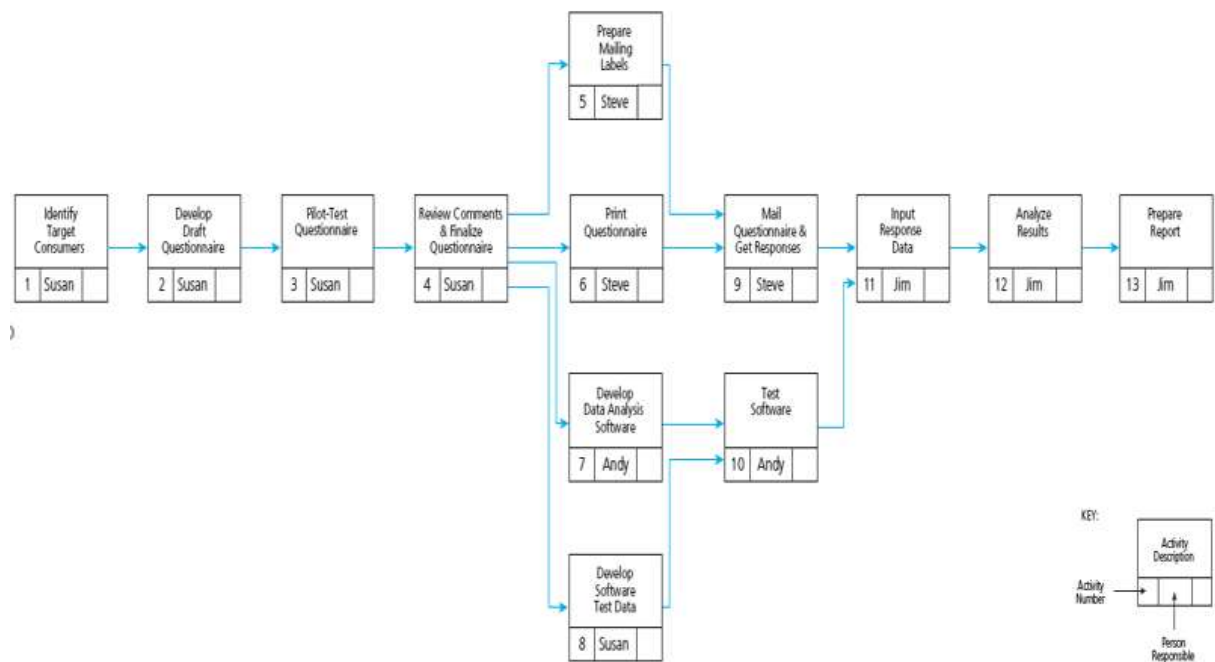 Prepare
Mailing
Labels
5 Steve
Identify
Target
Consumers
1 Susan
Develop
Draft
Questionnaire
2 Susan
Pilot-Test
Questionnaire
3 Susan
Review Comments
& Finalize
Questionnaire
4 Susan
Print
Questionnaire
6 Steve
Mail
Questionnaire &
Get Responses
9 Steve
Input
Response
Data
11 Jim
Analyze
Results
12 Jim
Prepare
Report
13 Jim
Develop
Data Analysis
Software
7 Andy
Test
Software
10 Andy
Develop
Software
Test Data
8 Susan
KEY:
Activity
Description
Activity
Number
Person
Responsible